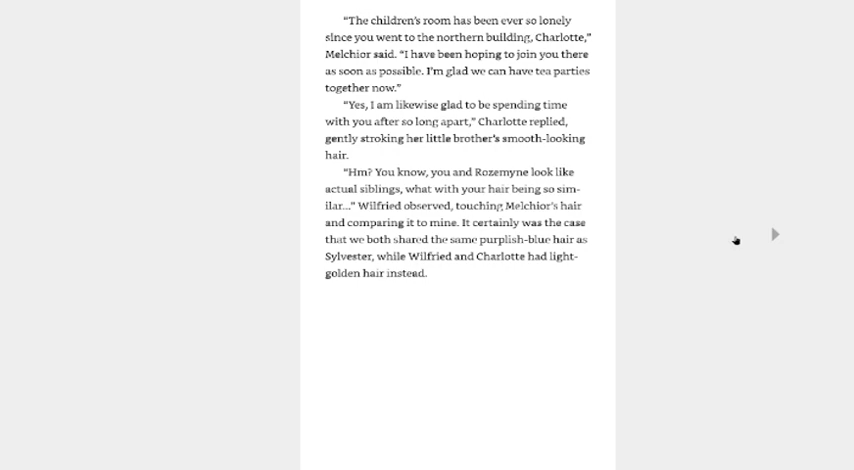 “The children’s room has been ever so lonely
since you went to the northern building, Charlotte,”
Melchior said. “I have been hoping to join you there
as soon as possible. I’m glad we can have tea parties
together now.”
“Yes, I am likewise glad to be spending time
with you after so long apart,” Charlotte replied,
gently stroking her little brother’s smooth-looking
hair.
“Hm? You know, you and Rozemyne look like
actual siblings, what with your hair being so sim-
ilar...” Wilfried observed, touching Melchior’s hair
and comparing it to mine. It certainly was the case
that we both shared the same purplish-blue hair as
Sylvester, while Wilfried and Charlotte had light-
golden hair instead.